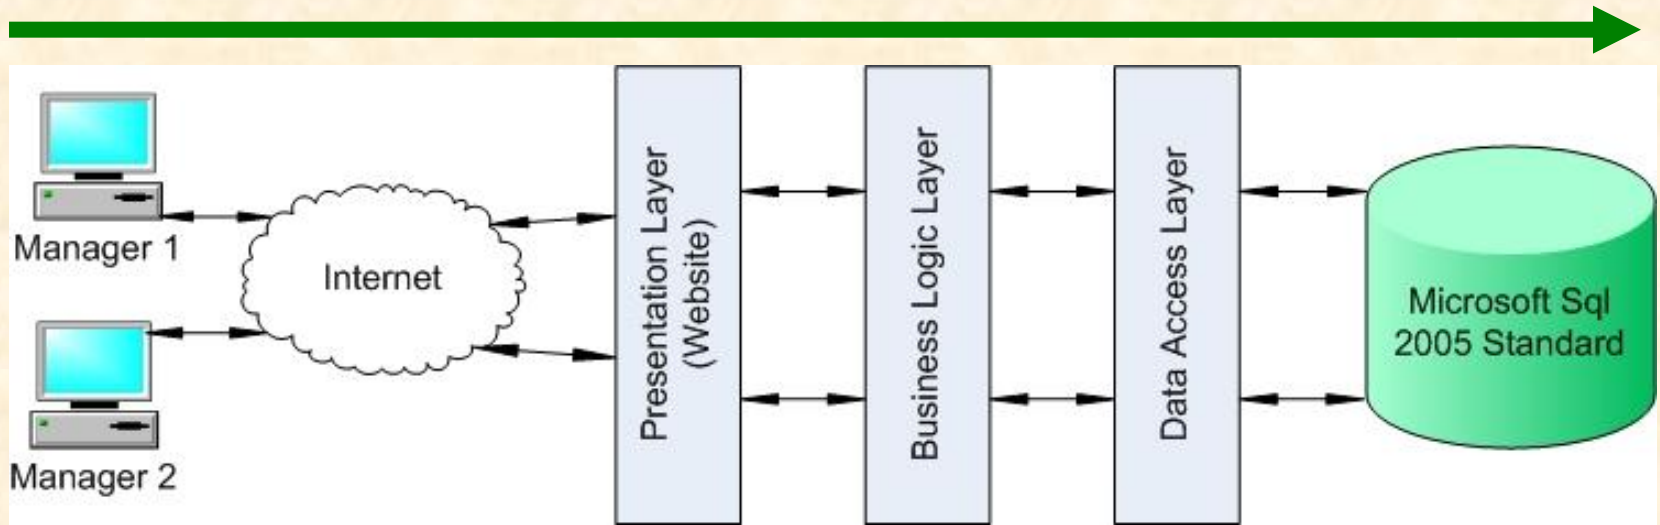 Manager 1
Manager 2
Internet
Presentation Layer
(Website)
Business Logic Layer
Data Access Layer
Microsoft Sql
2005 Standard